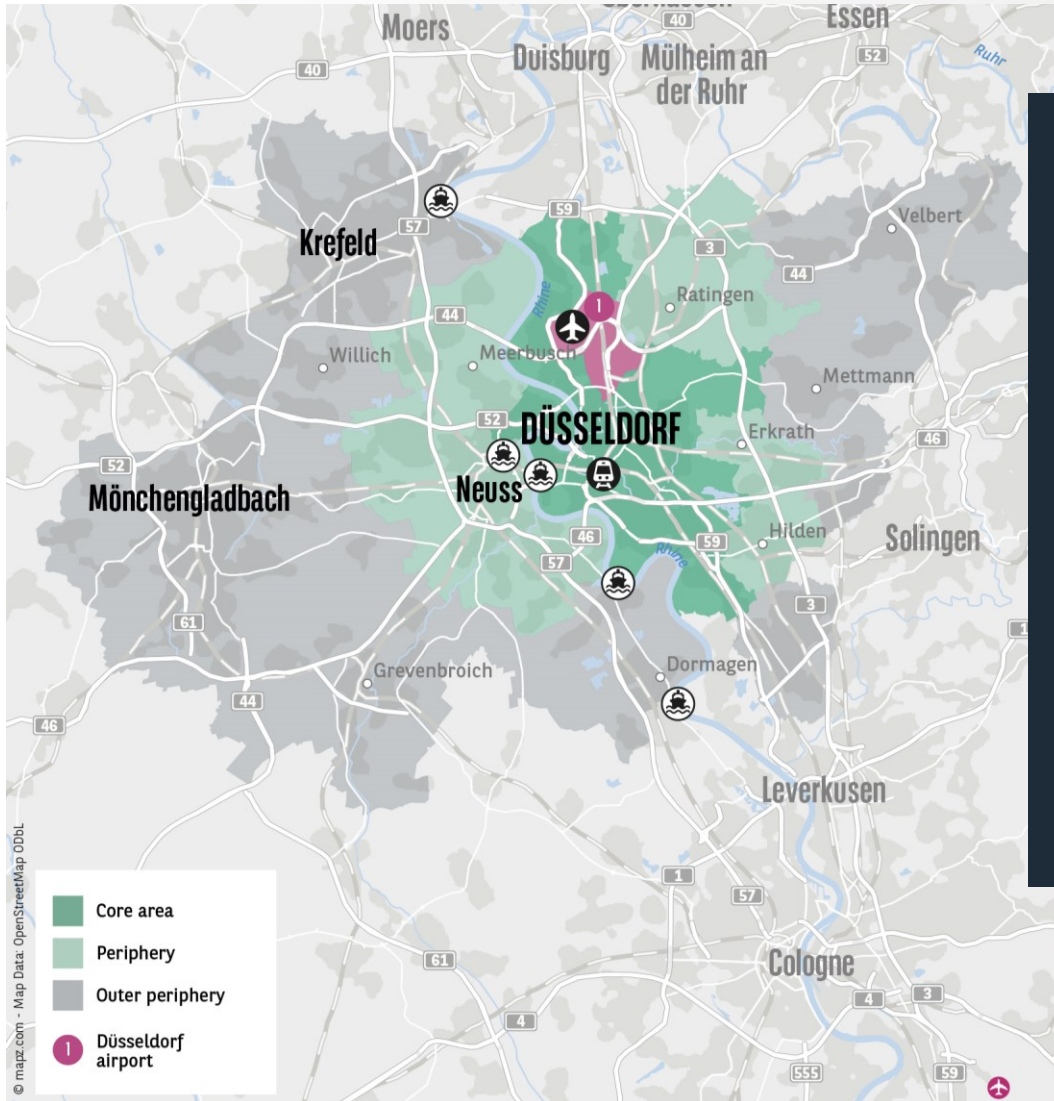 Moers
40
Essen
Duisburg
Mülheim an
der Ruhr
52
Ruhr
40
59
Velbert
57
Krefeld
3
44
Rhine
1
Ratingen
44
Willich
Meerbusch
Mettmann
52
DÜSSELDORF
Erkrath
46
52
Mönchengladbach
Neuss
46
59
Hilden
Solingen
57
Rhine
3
61
1
Grevenbroich
Dormagen
44
46
Leverkusen
1
57
Cologne
61
4
3
4
555
59
Core area
Periphery
Outer periphery
1
Düsseldorf
airport
© mapz.com - Map Data: OpenStreetMap ODbL